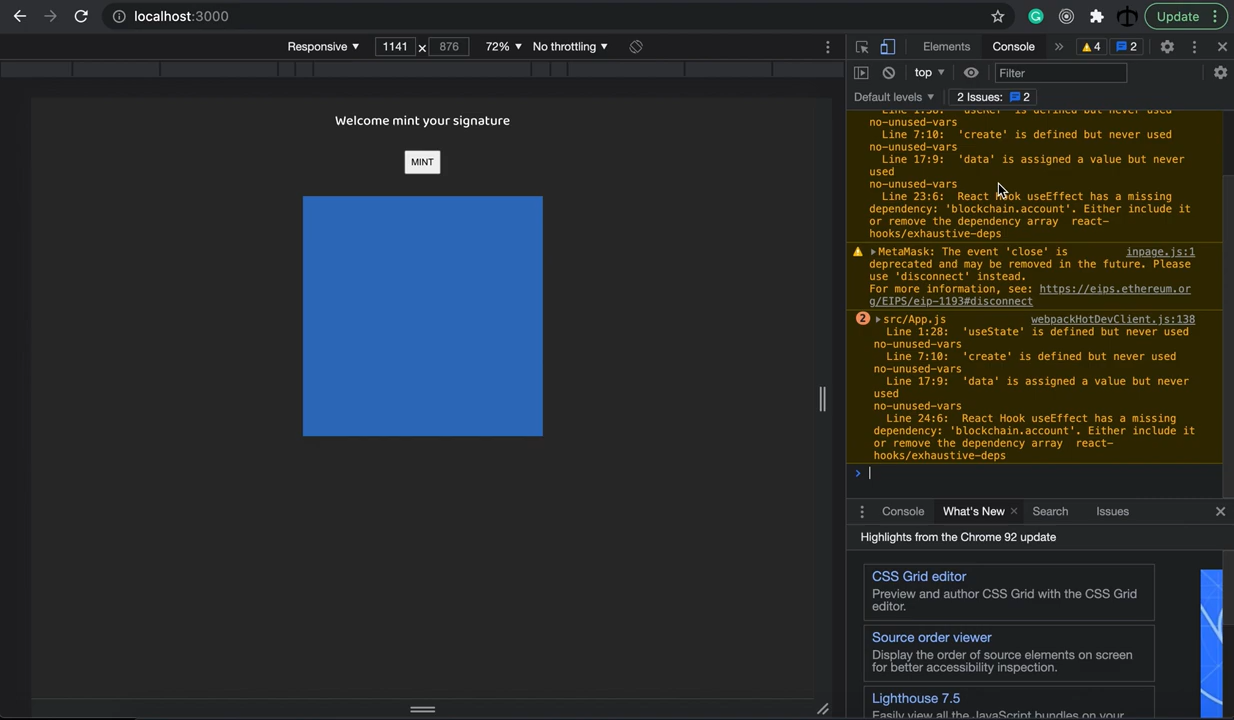 localhost:3000
Update
Responsive ▼ 1141 × 876 72% ▼ No throttling ▼
Elements Console » 4 2
top ▼ Filter
Default levels ▼ 2 Issues: 2
Welcome mint your signature
MINT
no-unused-vars
Line 7:10: 'create' is defined but never used
no-unused-vars
Line 17:9: 'data' is assigned a value but never
used
no-unused-vars
Line 23:6: React Hook useEffect has a missing
dependency: 'blockchain.account'. Either include it
or remove the dependency array react-
hooks/exhaustive-deps
▸MetaMask: The event 'close' is inpage.js:1
deprecated and may be removed in the future. Please
use 'disconnect' instead.
For more information, see: https://eips.ethereum.or
g/EIPS/eip-1193#disconnect
2 ▸src/App.js webpackHotDevClient.js:138
Line 1:28: 'useState' is defined but never used
no-unused-vars
Line 7:10: 'create' is defined but never used
no-unused-vars
Line 17:9: 'data' is assigned a value but never
used
no-unused-vars
Line 24:6: React Hook useEffect has a missing
dependency: 'blockchain.account'. Either include it
or remove the dependency array react-
hooks/exhaustive-deps
>
Console What's New × Search Issues
Highlights from the Chrome 92 update
CSS Grid editor
Preview and author CSS Grid with the CSS Grid
editor.
Source order viewer
Display the order of source elements on screen
for better accessibility inspection.
Lighthouse 7.5
Easily view all the JavaScript bundles on your